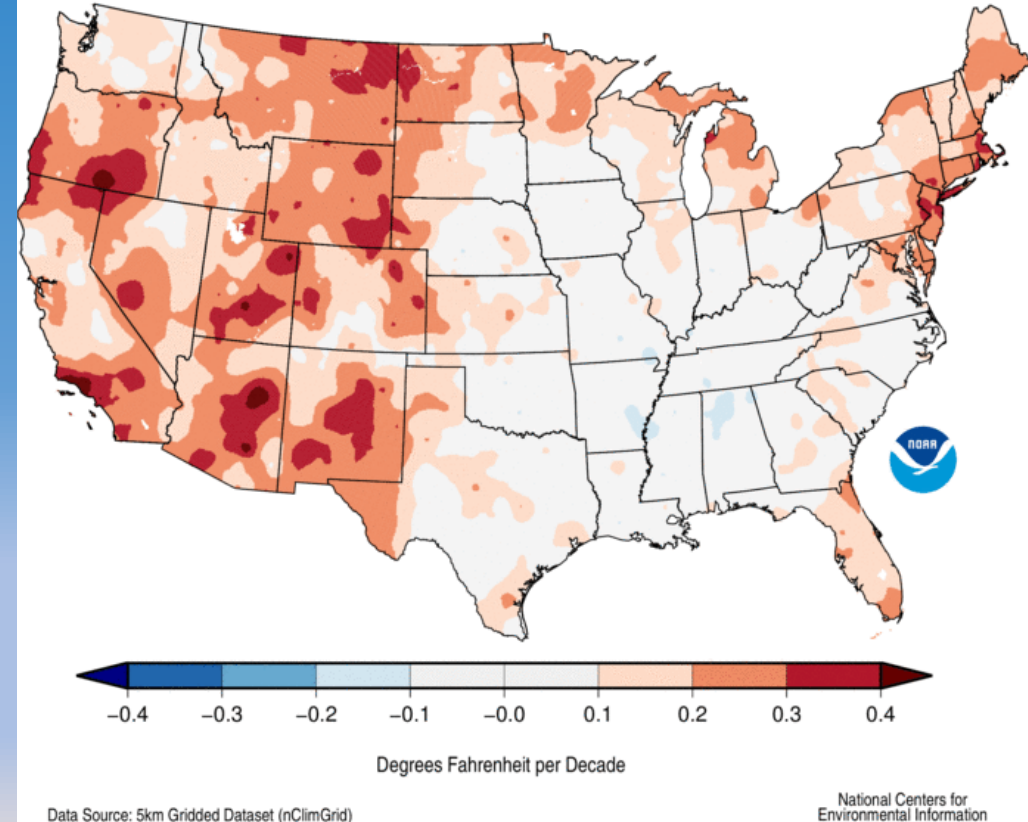 NOAA
−0.4 −0.3 −0.2 −0.1 −0.0 0.1 0.2 0.3 0.4
Degrees Fahrenheit per Decade
National Centers for
Data Source: 5km Gridded Dataset (nClimGrid) Environmental Information